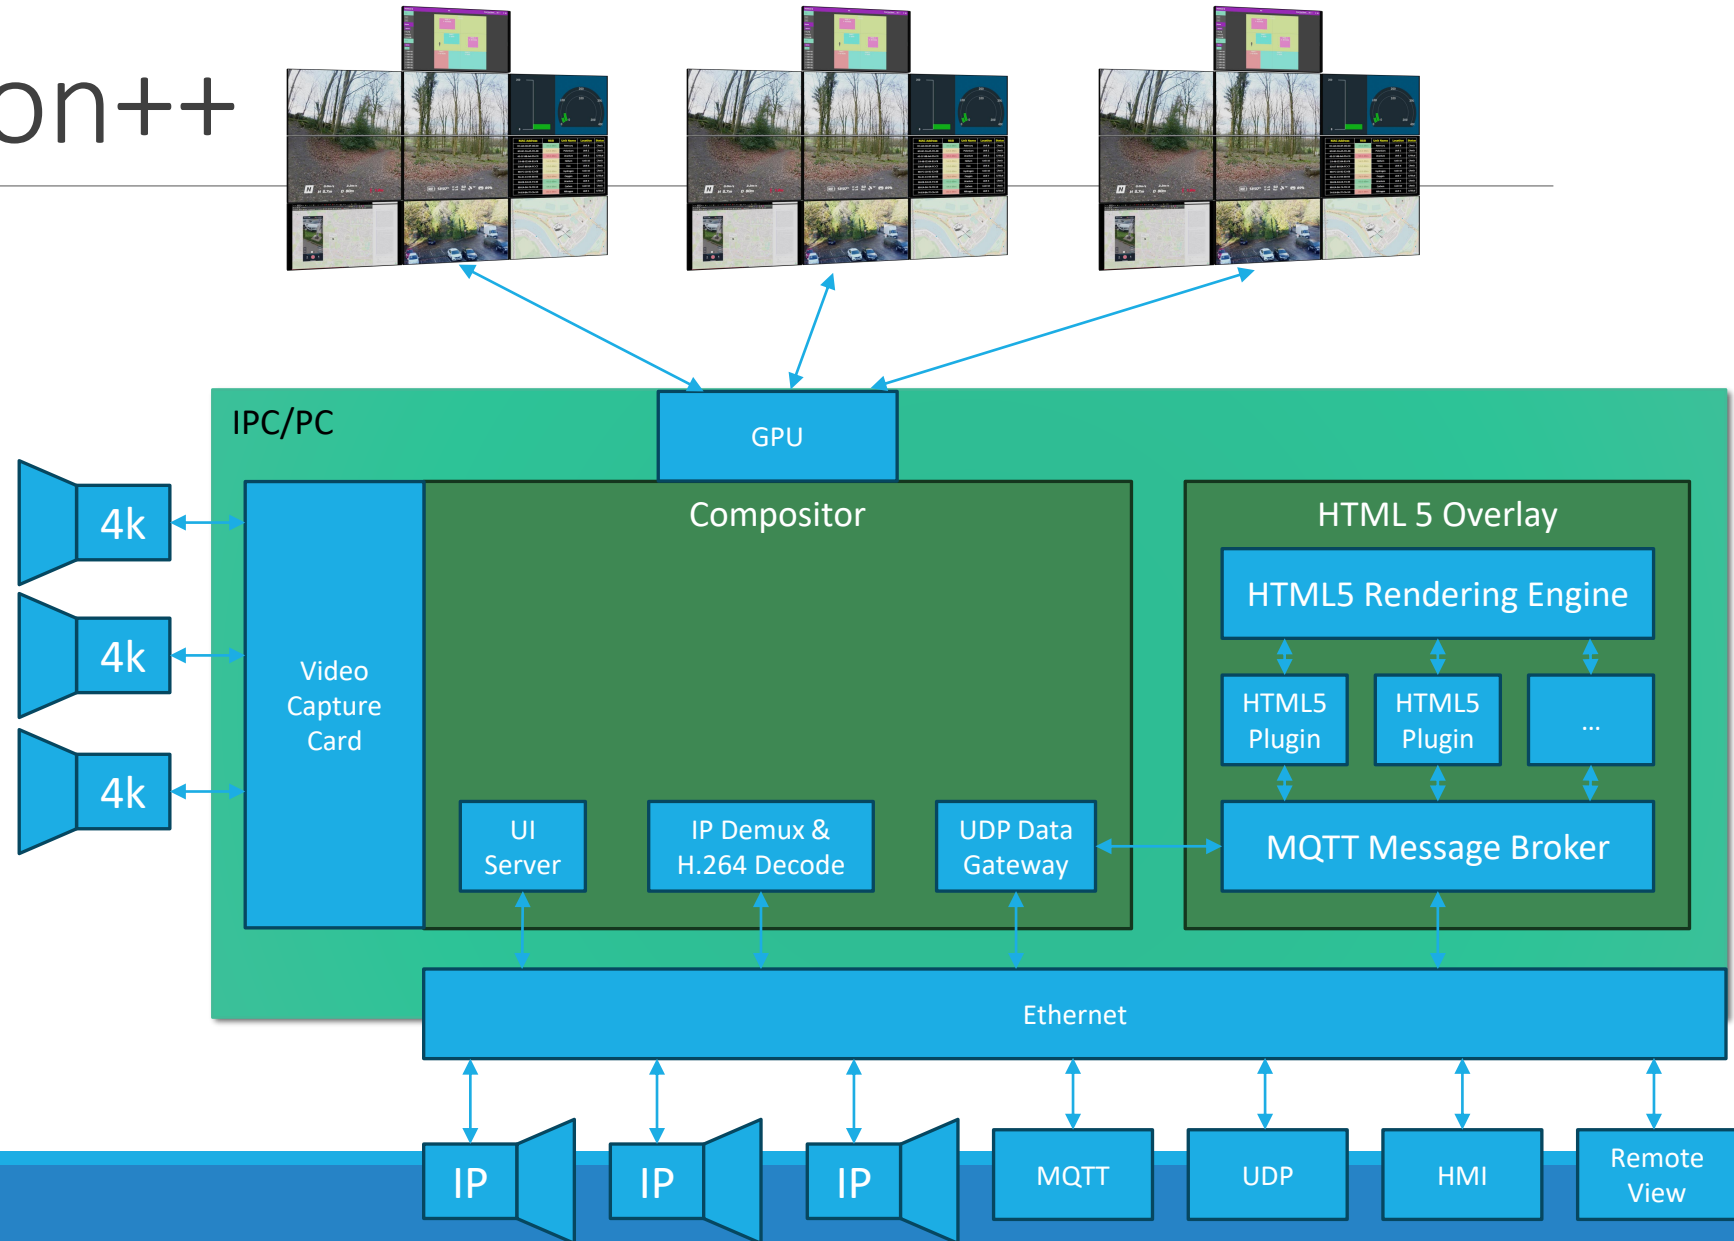 on++
IPC/PC
GPU
Compositor
HTML 5 Overlay
4k
4k
4k
Video
Capture
Card
HTML5 Rendering Engine
HTML5
Plugin
HTML5
Plugin
...
UI
Server
IP Demux &
H.264 Decode
UDP Data
Gateway
MQTT Message Broker
Ethernet
IP
IP
IP
MQTT
UDP
HMI
Remote
View